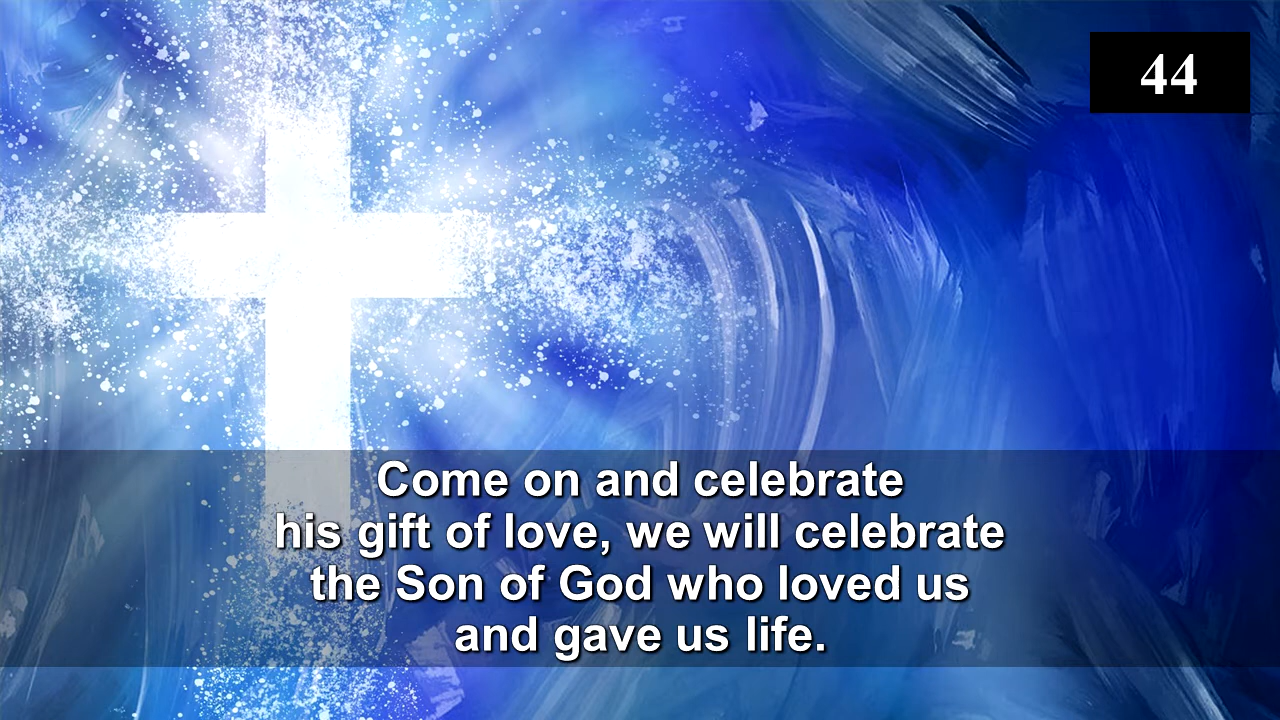 44
Come on and celebrate
his gift of love, we will celebrate
the Son of God who loved us
and gave us life.